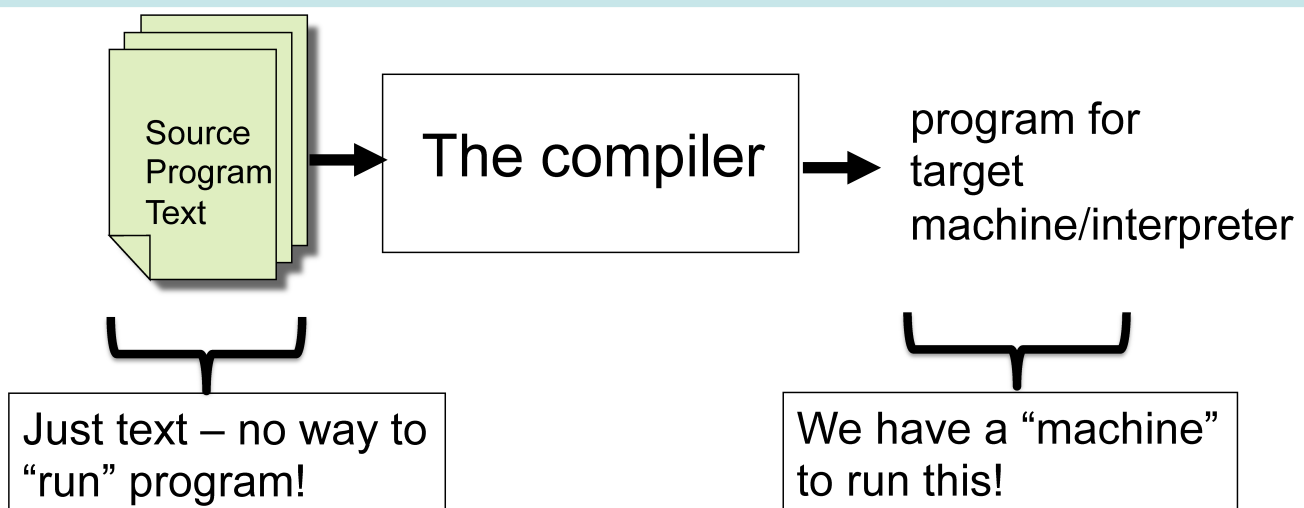 Source
Program
Text
The compiler
program for
target
machine/interpreter
Just text – no way to
“run” program!
We have a “machine”
to run this!